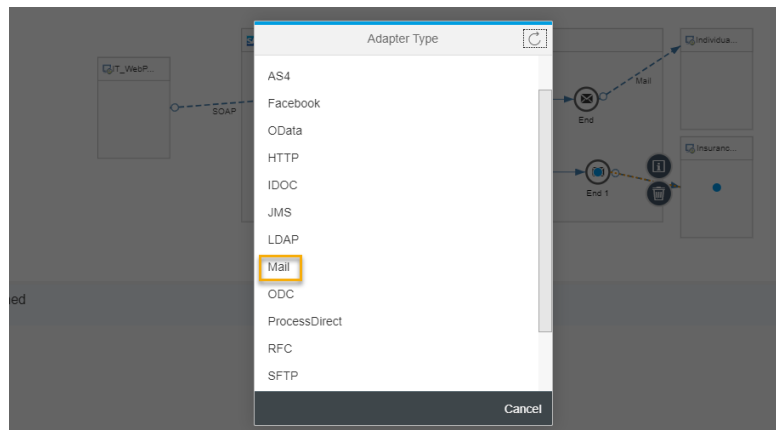 Adapter Type
AS4
Facebook
OData
HTTP
IDOC
JMS
LDAP
Mail
ODC
ProcessDirect
RFC
SFTP
Cancel
IT_WebP...
SOAP
End
Mail
Individua...
End 1
Insuranc...
ned